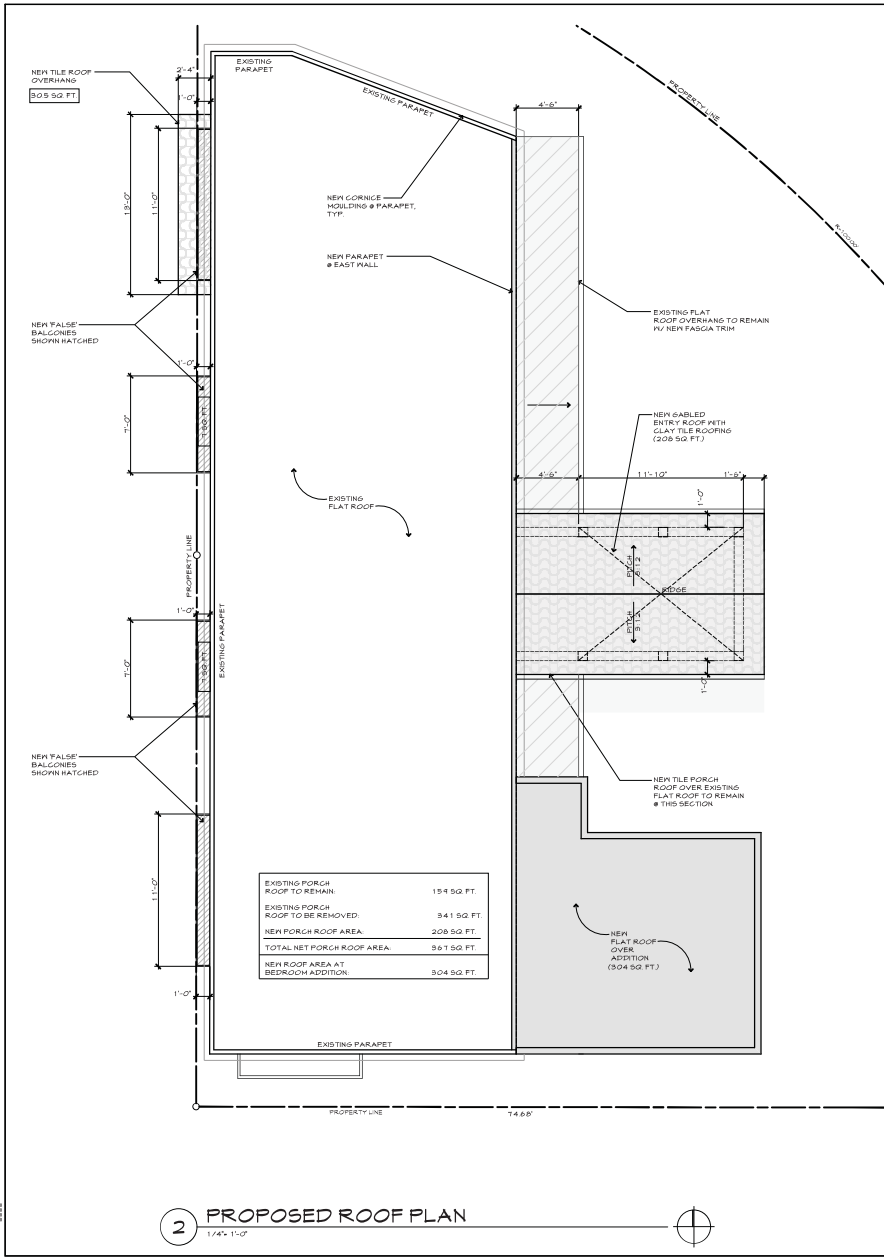 EXISTING
PARAPET
EXISTING PARAPET
NEW TILE ROOF
OVERHANG
30.5 SQ. FT.
2'-4"
1'-0"
4'-6"
PROPERTY LINE
R=100.00'
11'-0"
NEW CORNICE
MOULDING @ PARAPET,
TYP.
NEW PARAPET
@ EAST WALL
EXISTING FLAT
ROOF OVERHANG TO REMAIN
W/ NEW FASCIA TRIM
NEW 'FALSE'
BALCONIES
SHOWN HATCHED
1'-0"
7'-0"
7 SQ. FT.
NEW GABLED
ENTRY ROOF WITH
CLAY TILE ROOFING
(208 SQ. FT.)
4'-6"
11'-10"
1'-6"
1'-0"
EXISTING
FLAT ROOF
PITCH
RIDGE
PITCH
3:12
1'-0"
PROPERTY LINE
1'-0"
EXISTING PARAPET
7'-0"
7 SQ. FT.
NEW 'FALSE'
BALCONIES
SHOWN HATCHED
NEW TILE PORCH
ROOF OVER EXISTING
FLAT ROOF TO REMAIN
@ THIS SECTION
11'-0"
1'-0"
EXISTING PORCH
ROOF TO REMAIN: 159 SQ. FT.
EXISTING PORCH
ROOF TO BE REMOVED: 341 SQ. FT.
NEW PORCH ROOF AREA: 208 SQ. FT.
TOTAL NET PORCH ROOF AREA: 367 SQ. FT.
NEW ROOF AREA AT
BEDROOM ADDITION: 304 SQ. FT.
NEW
FLAT ROOF
OVER
ADDITION
(304 SQ. FT.)
EXISTING PARAPET
PROPERTY LINE
74.68'
2 PROPOSED ROOF PLAN
1/4"= 1'-0"